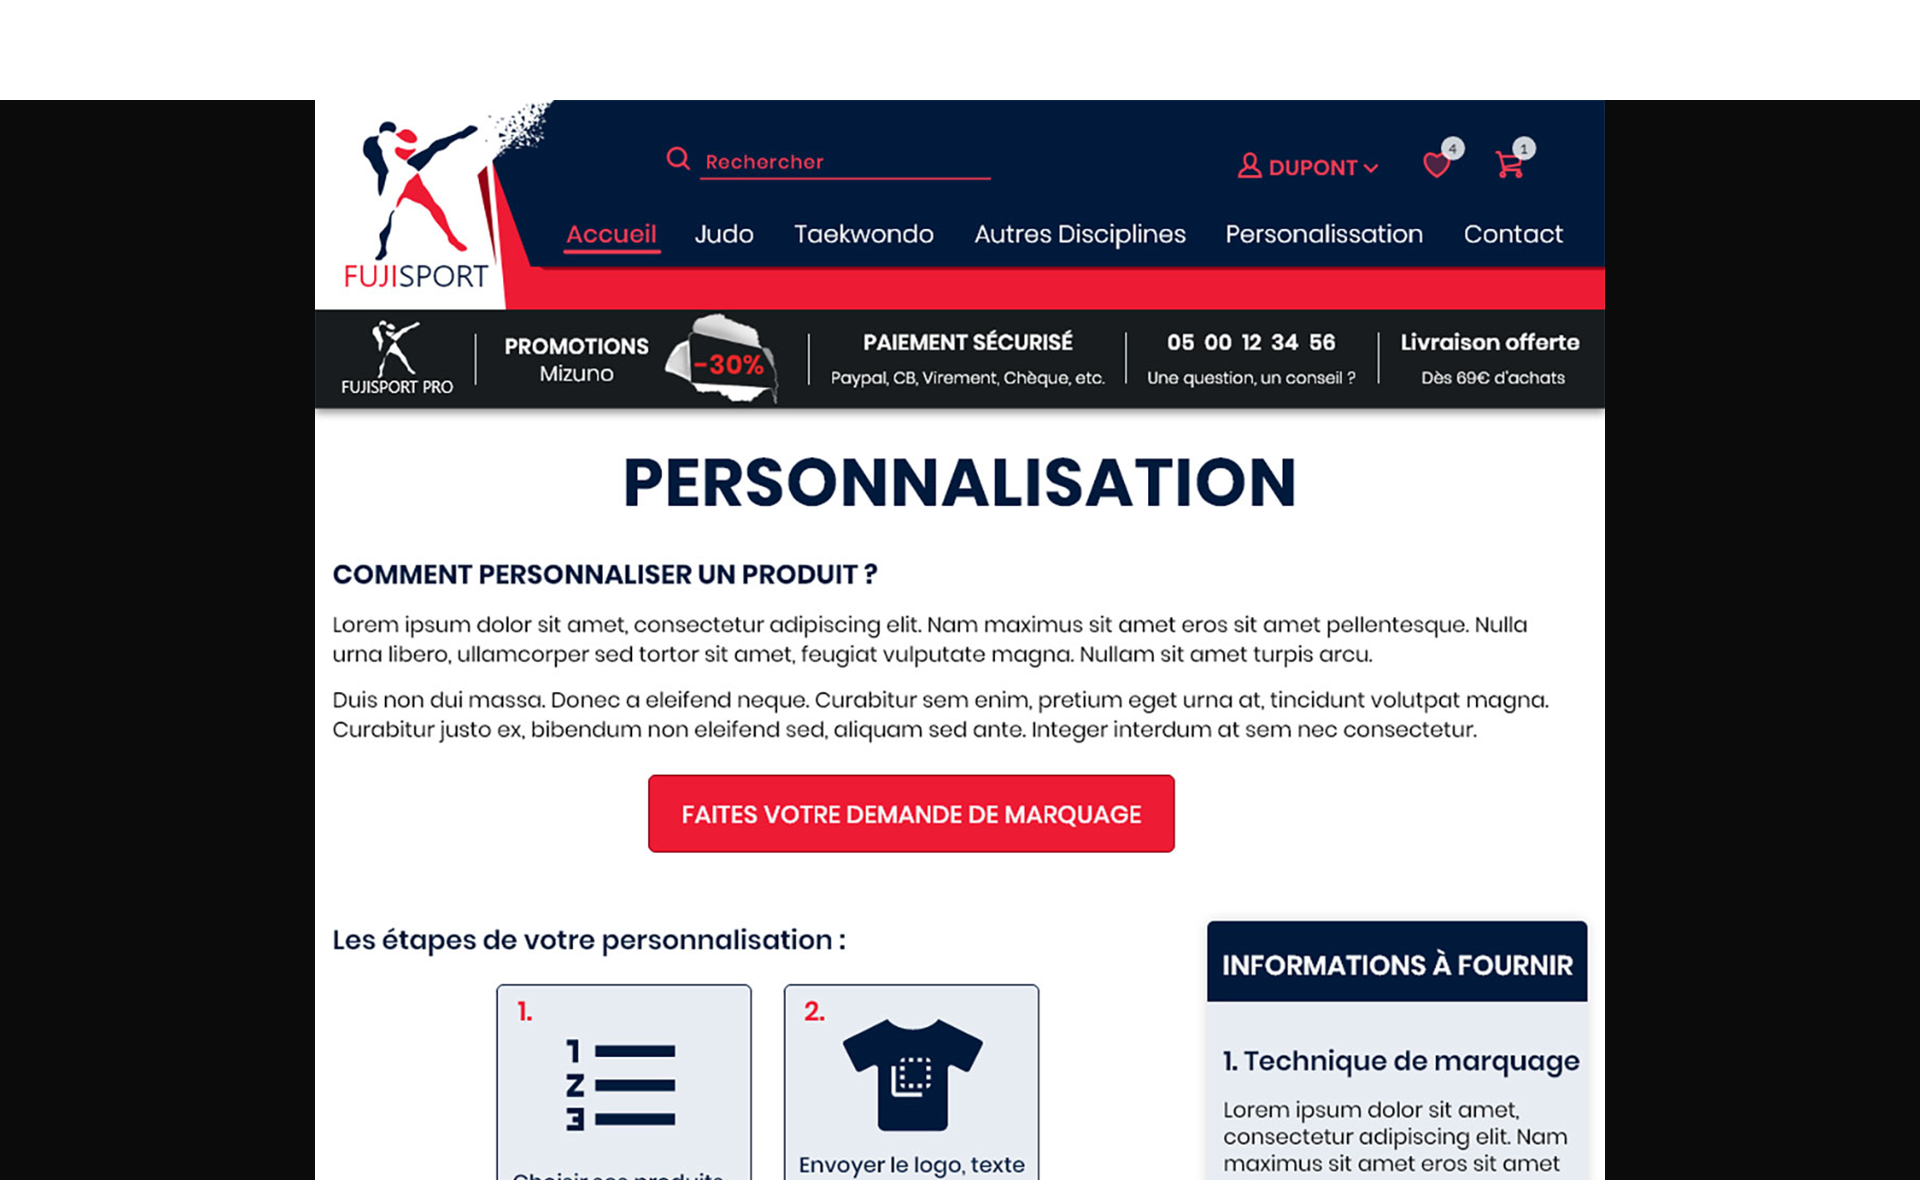 Rechercher
DUPONT
4
1
Accueil Judo Taekwondo Autres Disciplines Personalissation Contact
FUJISPORT
FUJISPORT PRO
PROMOTIONS
Mizuno
-30%
PAIEMENT SÉCURISÉ
Paypal, CB, Virement, Chèque, etc.
05 00 12 34 56
Une question, un conseil ?
Livraison offerte
Dès 69€ d'achats
PERSONNALISATION
COMMENT PERSONNALISER UN PRODUIT ?
Lorem ipsum dolor sit amet, consectetur adipiscing elit. Nam maximus sit amet eros sit amet pellentesque. Nulla
urna libero, ullamcorper sed tortor sit amet, feugiat vulputate magna. Nullam sit amet turpis arcu.
Duis non dui massa. Donec a eleifend neque. Curabitur sem enim, pretium eget urna at, tincidunt volutpat magna.
Curabitur justo ex, bibendum non eleifend sed, aliquam sed ante. Integer interdum at sem nec consectetur.
FAITES VOTRE DEMANDE DE MARQUAGE
Les étapes de votre personnalisation :
1.
1
2
3
Choisir ses produits
2.
Envoyer le logo, texte
INFORMATIONS À FOURNIR
1. Technique de marquage
Lorem ipsum dolor sit amet,
consectetur adipiscing elit. Nam
maximus sit amet eros sit amet